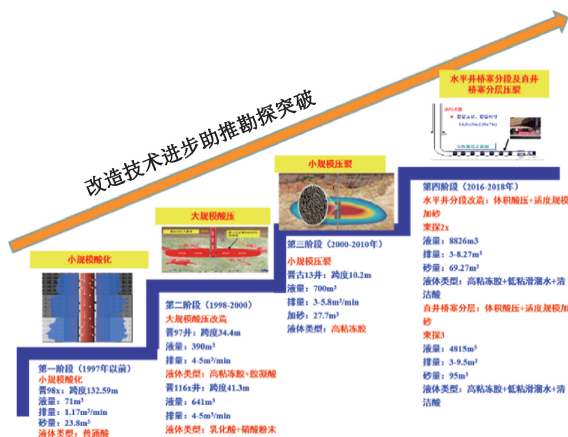 改造技术进步助推勘探突破
小规模酸化
第一阶段（1997年以前）
小规模酸化
晋98x：跨度132.59m
液量：71m³
排量：1.17m³/min
砂量：23.8m³
液体类型：普通酸
大规模酸压
第二阶段（1998-2000）
大规模酸压改造
晋97井：跨度34.4m
液量：390m³
排量：4-5m³/min
液体类型：高粘冻胶+胶凝酸
晋116x井：跨度41.3m
液量：641m³
排量：4-5m³/min
液体类型：乳化酸+硝酸粉末
小规模压裂
第三阶段（2000-2010年）
小规模压裂
晋古13井：跨度10.2m
液量：700m³
排量：3-5.8m³/min
加砂：27.7m³
液体类型：高粘冻胶
水平井桥塞分段及直井
桥塞分层压裂
第四阶段（2016-2018年）
水平井分段改造：体积酸压+适度规模
加砂
束探2x
液量：8826m3
排量：3-8.27m³
砂量：69.27m³
液体类型：高粘冻胶+低粘滑溜水+清
洁酸
直井桥塞分层：体积酸压+适度规模加
砂
束探3
液量：4815m³
排量：3-9.5m³
砂量：95m³
液体类型：高粘冻胶+低粘滑溜水+清
洁酸